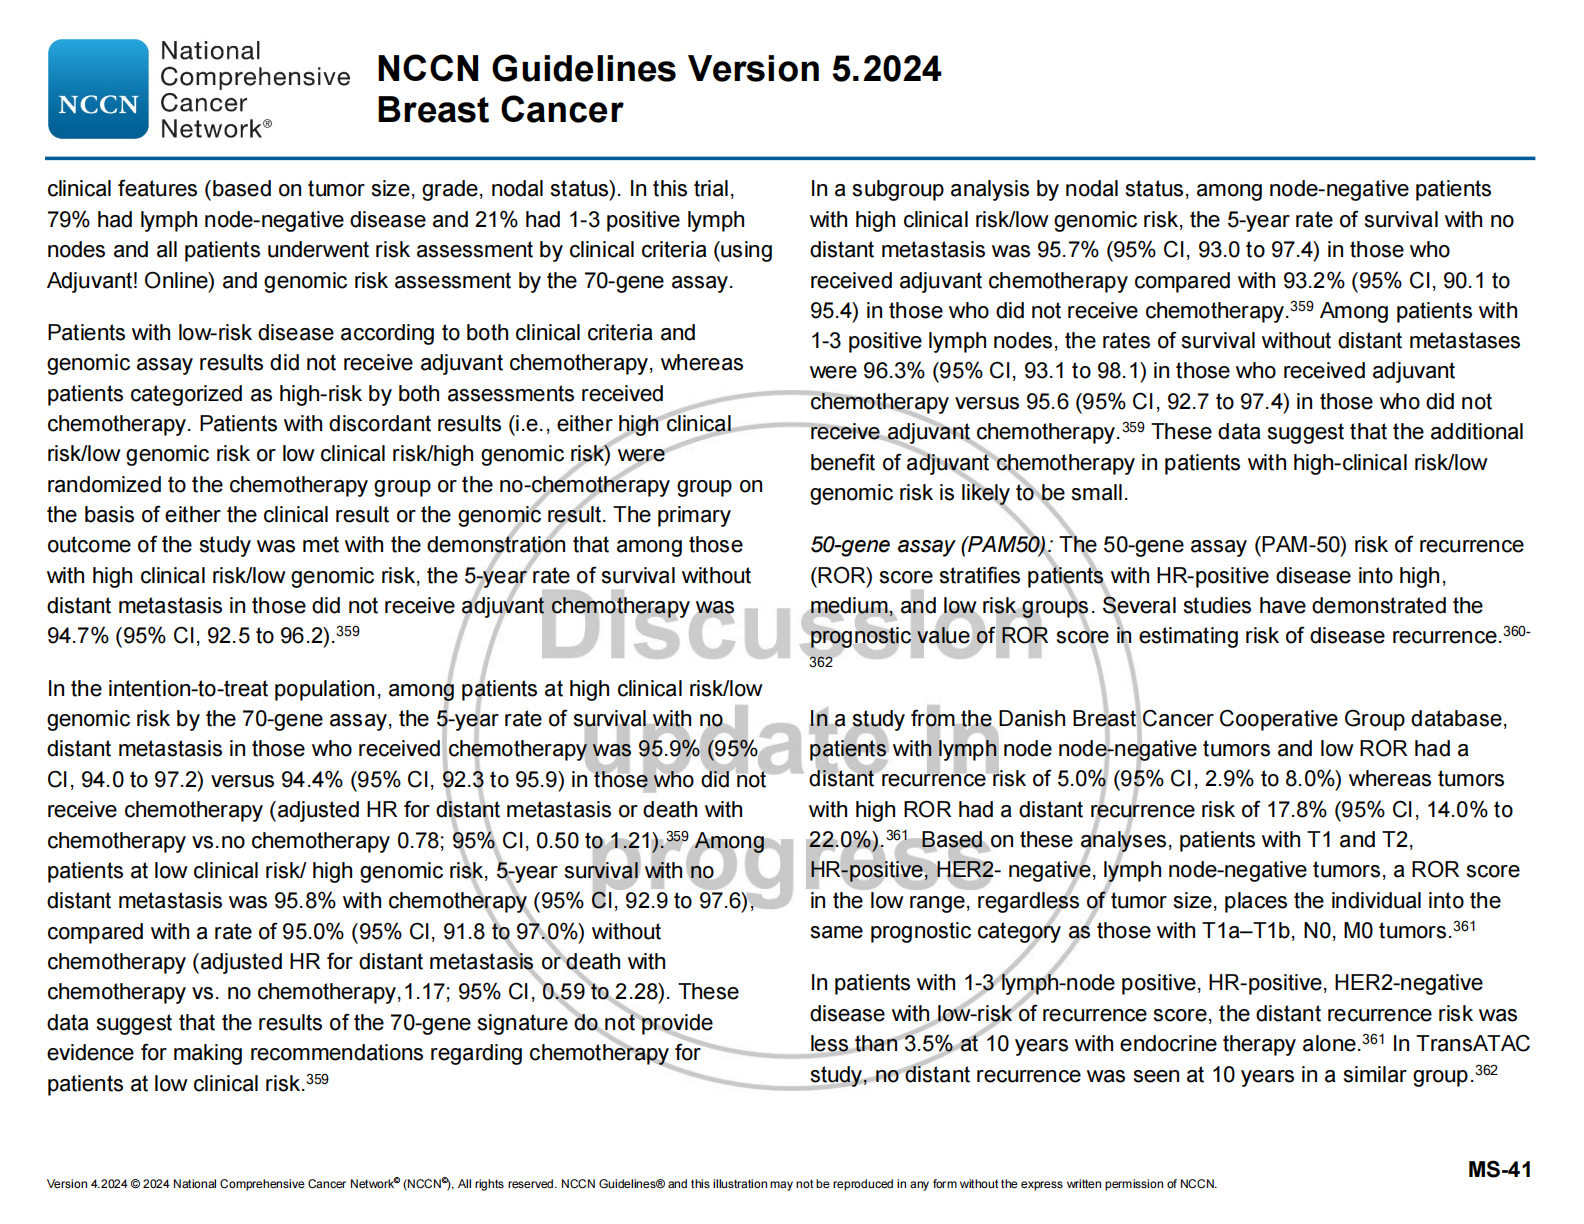 National
Comprehensive
Cancer
Network®
NCCN
NCCN Guidelines Version 5.2024
Breast Cancer
clinical features (based on tumor size, grade, nodal status). In this trial,
79% had lymph node-negative disease and 21% had 1-3 positive lymph
nodes and all patients underwent risk assessment by clinical criteria (using
Adjuvant! Online) and genomic risk assessment by the 70-gene assay.
Patients with low-risk disease according to both clinical criteria and
genomic assay results did not receive adjuvant chemotherapy, whereas
patients categorized as high-risk by both assessments received
chemotherapy. Patients with discordant results (i.e., either high clinical
risk/low genomic risk or low clinical risk/high genomic risk) were
randomized to the chemotherapy group or the no-chemotherapy group on
the basis of either the clinical result or the genomic result. The primary
outcome of the study was met with the demonstration that among those
with high clinical risk/low genomic risk, the 5-year rate of survival without
distant metastasis in those did not receive adjuvant chemotherapy was
94.7% (95% CI, 92.5 to 96.2).359
In the intention-to-treat population, among patients at high clinical risk/low
genomic risk by the 70-gene assay, the 5-year rate of survival with no
distant metastasis in those who received chemotherapy was 95.9% (95%
CI, 94.0 to 97.2) versus 94.4% (95% CI, 92.3 to 95.9) in those who did not
receive chemotherapy (adjusted HR for distant metastasis or death with
chemotherapy vs.no chemotherapy 0.78; 95% CI, 0.50 to 1.21).359 Among
patients at low clinical risk/ high genomic risk, 5-year survival with no
distant metastasis was 95.8% with chemotherapy (95% CI, 92.9 to 97.6),
compared with a rate of 95.0% (95% CI, 91.8 to 97.0%) without
chemotherapy (adjusted HR for distant metastasis or death with
chemotherapy vs. no chemotherapy,1.17; 95% CI, 0.59 to 2.28). These
data suggest that the results of the 70-gene signature do not provide
evidence for making recommendations regarding chemotherapy for
patients at low clinical risk.359
In a subgroup analysis by nodal status, among node-negative patients
with high clinical risk/low genomic risk, the 5-year rate of survival with no
distant metastasis was 95.7% (95% CI, 93.0 to 97.4) in those who
received adjuvant chemotherapy compared with 93.2% (95% CI, 90.1 to
95.4) in those who did not receive chemotherapy.359 Among patients with
1-3 positive lymph nodes, the rates of survival without distant metastases
were 96.3% (95% CI, 93.1 to 98.1) in those who received adjuvant
chemotherapy versus 95.6 (95% CI, 92.7 to 97.4) in those who did not
receive adjuvant chemotherapy.359 These data suggest that the additional
benefit of adjuvant chemotherapy in patients with high-clinical risk/low
genomic risk is likely to be small.
50-gene assay (PAM50): The 50-gene assay (PAM-50) risk of recurrence
(ROR) score stratifies patients with HR-positive disease into high,
medium, and low risk groups. Several studies have demonstrated the
prognostic value of ROR score in estimating risk of disease recurrence.360-
362
In a study from the Danish Breast Cancer Cooperative Group database,
patients with lymph node node-negative tumors and low ROR had a
distant recurrence risk of 5.0% (95% CI, 2.9% to 8.0%) whereas tumors
with high ROR had a distant recurrence risk of 17.8% (95% CI, 14.0% to
22.0%).361 Based on these analyses, patients with T1 and T2,
HR-positive, HER2- negative, lymph node-negative tumors, a ROR score
in the low range, regardless of tumor size, places the individual into the
same prognostic category as those with T1a–T1b, N0, M0 tumors.361
In patients with 1-3 lymph-node positive, HR-positive, HER2-negative
disease with low-risk of recurrence score, the distant recurrence risk was
less than 3.5% at 10 years with endocrine therapy alone.361 In TransATAC
study, no distant recurrence was seen at 10 years in a similar group.362
Discussion
update in
progress
MS-41
Version 4.2024 © 2024 National Comprehensive Cancer Network© (NCCN©), All rights reserved. NCCN Guidelines® and this illustration may not be reproduced in any form without the express written permission of NCCN.